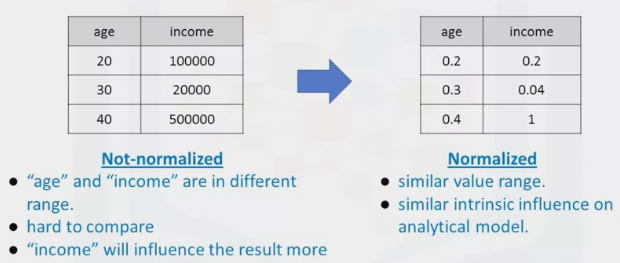 age income
20 100000
30 20000
40 500000
Not-normalized
● “age” and “income” are in different
range.
● hard to compare
● “income” will influence the result more
age income
0.2 0.2
0.3 0.04
0.4 1
Normalized
● similar value range.
● similar intrinsic influence on
analytical model.